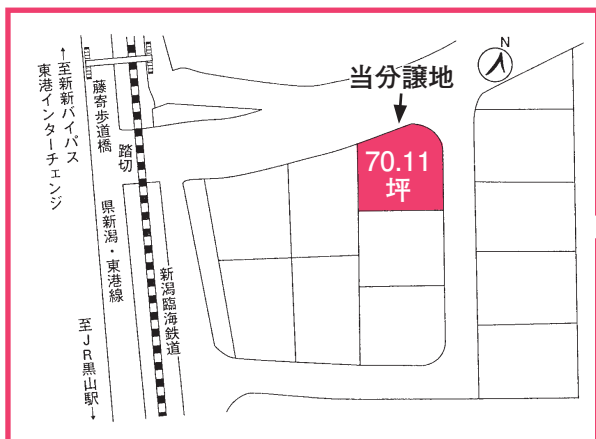 ←至新新バイパス
東港インターチェンジ
藤寄歩道橋
踏切
県新潟・東港線
至JR黒山駅→
新潟臨海鉄道
当分譲地
70.11
坪
N